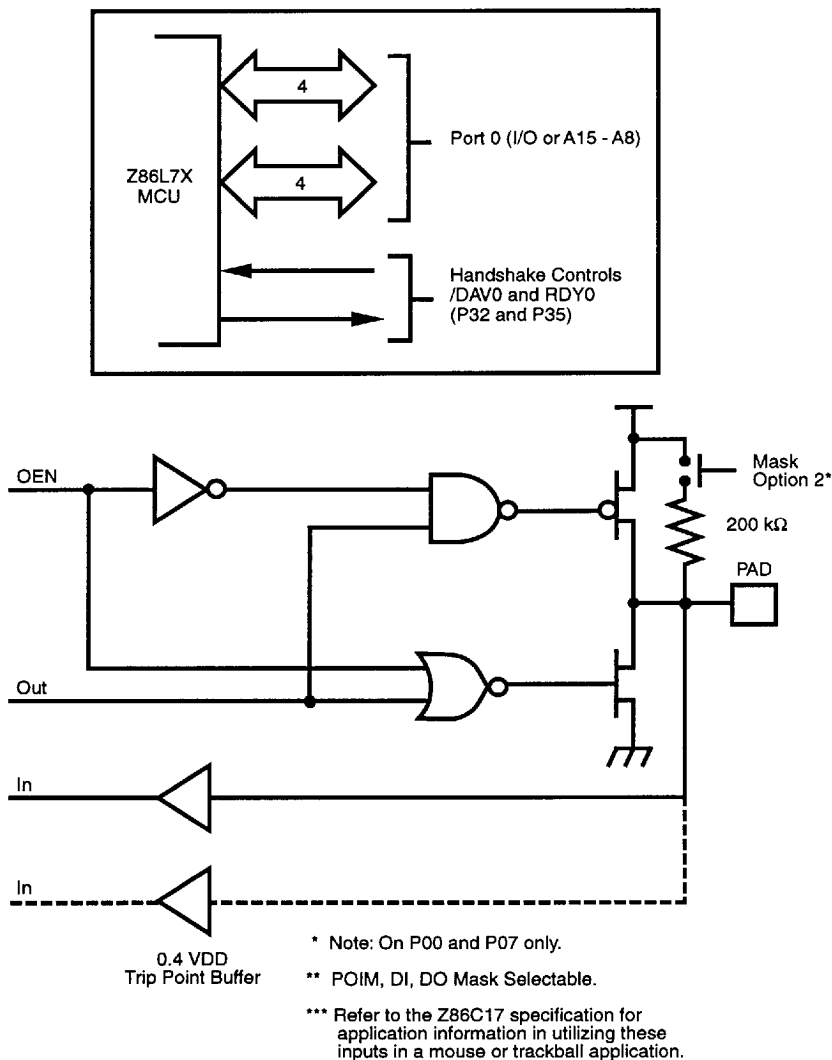 4
Port 0 (I/O or A15 - A8)
Z86L7X
MCU
4
Handshake Controls
/DAV0 and RDY0
(P32 and P35)
OEN
Mask
Option 2*
200 kΩ
PAD
Out
In
In
0.4 VDD
Trip Point Buffer
* Note: On P00 and P07 only.
** POIM, DI, DO Mask Selectable.
*** Refer to the Z86C17 specification for
application information in utilizing these
inputs in a mouse or trackball application.